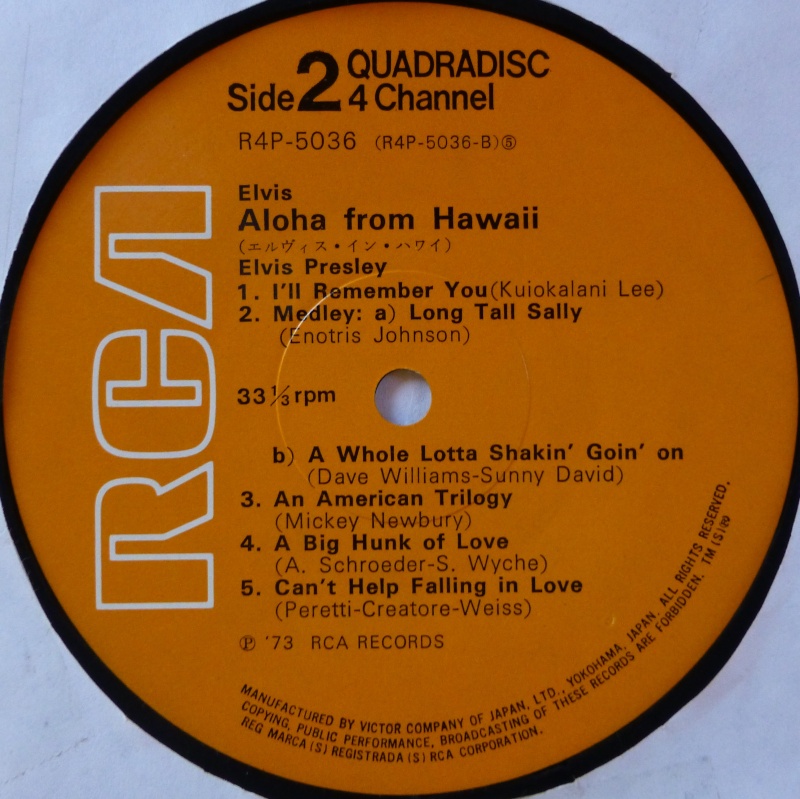 Side 2 QUADRADISC
4 Channel
R4P-5036 (R4P-5036-B)⑤
Elvis
Aloha from Hawaii
(エルヴィス・イン・ハワイ)
Elvis Presley
1. I'll Remember You(Kuiokalani Lee)
2. Medley: a) Long Tall Sally
(Enotris Johnson)
33 1/3 rpm
b) A Whole Lotta Shakin' Goin' on
(Dave Williams-Sunny David)
3. An American Trilogy
(Mickey Newbury)
4. A Big Hunk of Love
(A. Schroeder-S. Wyche)
5. Can't Help Falling in Love
(Peretti-Creatore-Weiss)
℗ '73 RCA RECORDS
RCA
MANUFACTURED BY VICTOR COMPANY OF JAPAN, LTD., YOKOHAMA, JAPAN. ALL RIGHTS RESERVED,
COPYING, PUBLIC PERFORMANCE, BROADCASTING OF THESE RECORDS ARE FORBIDDEN. TM (S)®
REG MARCA (S) REGISTRADA (S) RCA CORPORATION.